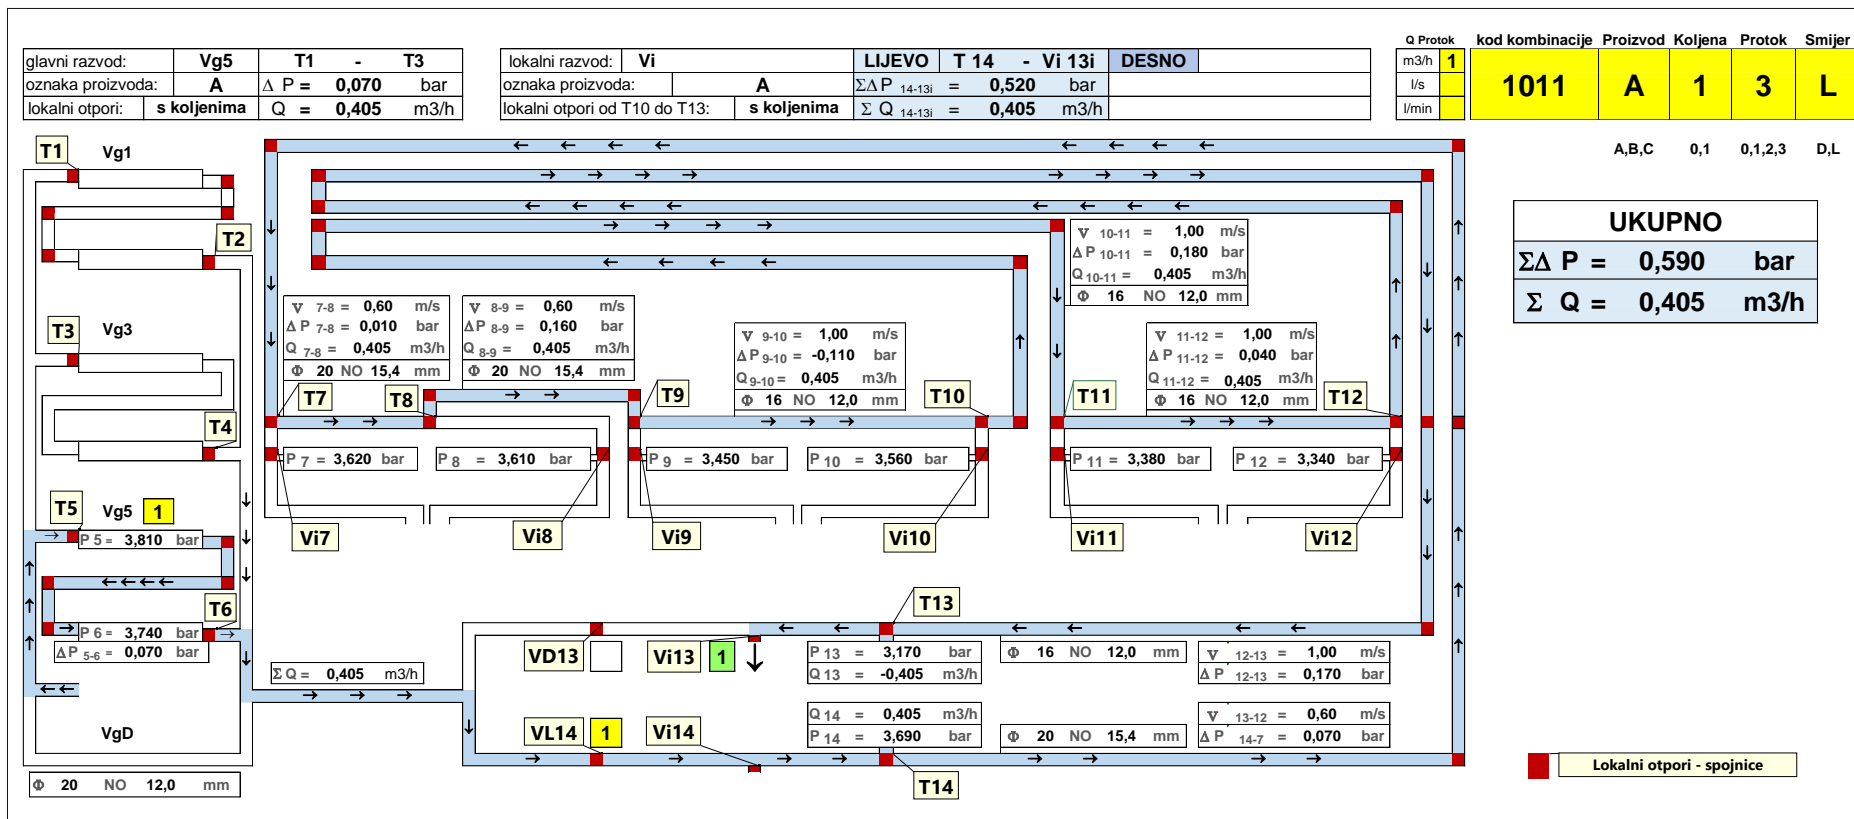 glavni razvod: Vg5 T1 - T3
oznaka proizvoda: A Δ P = 0,070 bar
lokalni otpori: s koljenima Q = 0,405 m3/h
lokalni razvod: Vi LIJEVO T 14 - Vi 13i DESNO
oznaka proizvoda: A ΣΔ P 14-13i = 0,520 bar
lokalni otpori od T10 do T13: s koljenima Σ Q 14-13i = 0,405 m3/h
Q Protok
m3/h 1
l/s
l/min
kod kombinacije Proizvod Koljena Protok Smijer
1011 A 1 3 L
A,B,C 0,1 0,1,2,3 D,L
UKUPNO
ΣΔ P = 0,590 bar
Σ Q = 0,405 m3/h
T1 Vg1
T2
T3 Vg3
T4
T5 Vg5 1
P 5 = 3,810 bar
T6
P 6 = 3,740 bar
ΔP 5-6 = 0,070 bar
VgD
Φ 20 NO 12,0 mm
Σ Q = 0,405 m3/h
V 7-8 = 0,60 m/s
ΔP 7-8 = 0,010 bar
Q 7-8 = 0,405 m3/h
Φ 20 NO 15,4 mm
V 8-9 = 0,60 m/s
ΔP 8-9 = 0,160 bar
Q 8-9 = 0,405 m3/h
Φ 20 NO 15,4 mm
V 9-10 = 1,00 m/s
ΔP 9-10 = -0,110 bar
Q 9-10 = 0,405 m3/h
Φ 16 NO 12,0 mm
V 10-11 = 1,00 m/s
ΔP 10-11 = 0,180 bar
Q 10-11 = 0,405 m3/h
Φ 16 NO 12,0 mm
V 11-12 = 1,00 m/s
ΔP 11-12 = 0,040 bar
Q 11-12 = 0,405 m3/h
Φ 16 NO 12,0 mm
T7 T8 T9 T10 T11 T12
P 7 = 3,620 bar
P 8 = 3,610 bar
P 9 = 3,450 bar
P 10 = 3,560 bar
P 11 = 3,380 bar
P 12 = 3,340 bar
Vi7 Vi8 Vi9 Vi10 Vi11 Vi12
T13
VD13 Vi13 1
P 13 = 3,170 bar
Q 13 = -0,405 m3/h
Φ 16 NO 12,0 mm
V 12-13 = 1,00 m/s
ΔP 12-13 = 0,170 bar
VL14 1 Vi14
Q 14 = 0,405 m3/h
P 14 = 3,690 bar
Φ 20 NO 15,4 mm
V 13-12 = 0,60 m/s
ΔP 14-7 = 0,070 bar
T14
Lokalni otpori - spojnice